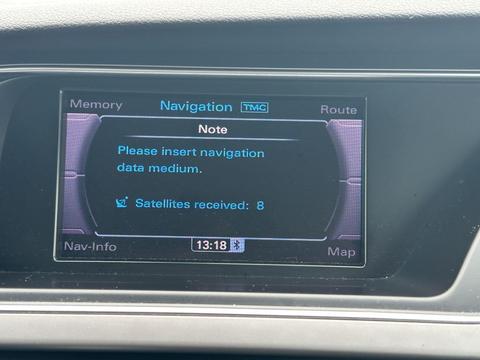 Memory
Navigation TMC
Route
Note
Please insert navigation
data medium.
Satellites received: 8
Nav-Info
13:18
Map